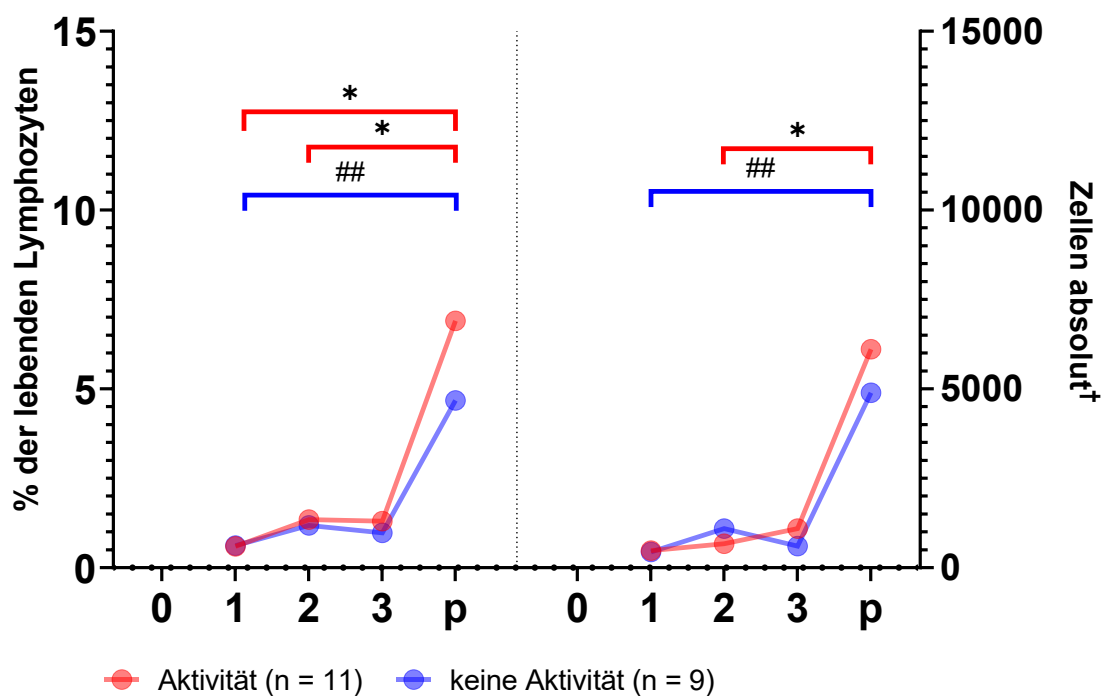 15
15000
*
*
*
##
##
10
10000
% der lebenden Lymphozyten
Zellen absolut†
5
5000
0
0
0 1 2 3 p
0 1 2 3 p
Aktivität (n = 11) keine Aktivität (n = 9)